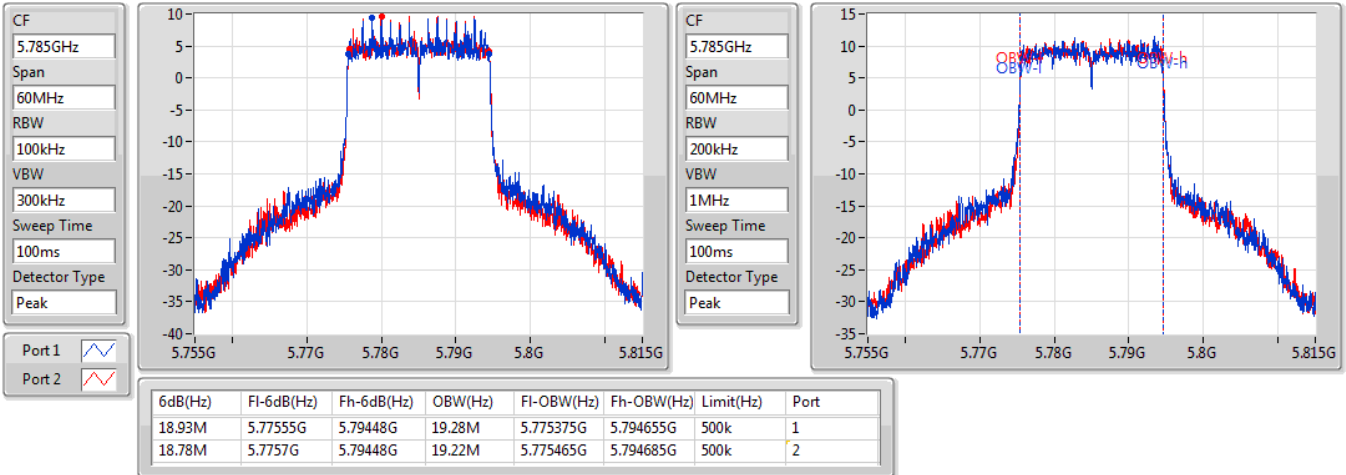 CF
5.785GHz
Span
60MHz
RBW
100kHz
VBW
300kHz
Sweep Time
100ms
Detector Type
Peak
Port 1
Port 2
10
5
0
-5
-10
-15
-20
-25
-30
-35
-40
5.755G 5.77G 5.78G 5.79G 5.8G 5.815G
CF
5.785GHz
Span
60MHz
RBW
200kHz
VBW
1MHz
Sweep Time
100ms
Detector Type
Peak
15
10
5
0
-5
-10
-15
-20
-25
-30
-35
OBW-l OBW-h
5.755G 5.77G 5.78G 5.79G 5.8G 5.815G
6dB(Hz) Fl-6dB(Hz) Fh-6dB(Hz) OBW(Hz) Fl-OBW(Hz) Fh-OBW(Hz) Limit(Hz) Port
18.93M 5.77555G 5.79448G 19.28M 5.775375G 5.794655G 500k 1
18.78M 5.7757G 5.79448G 19.22M 5.775465G 5.794685G 500k 2